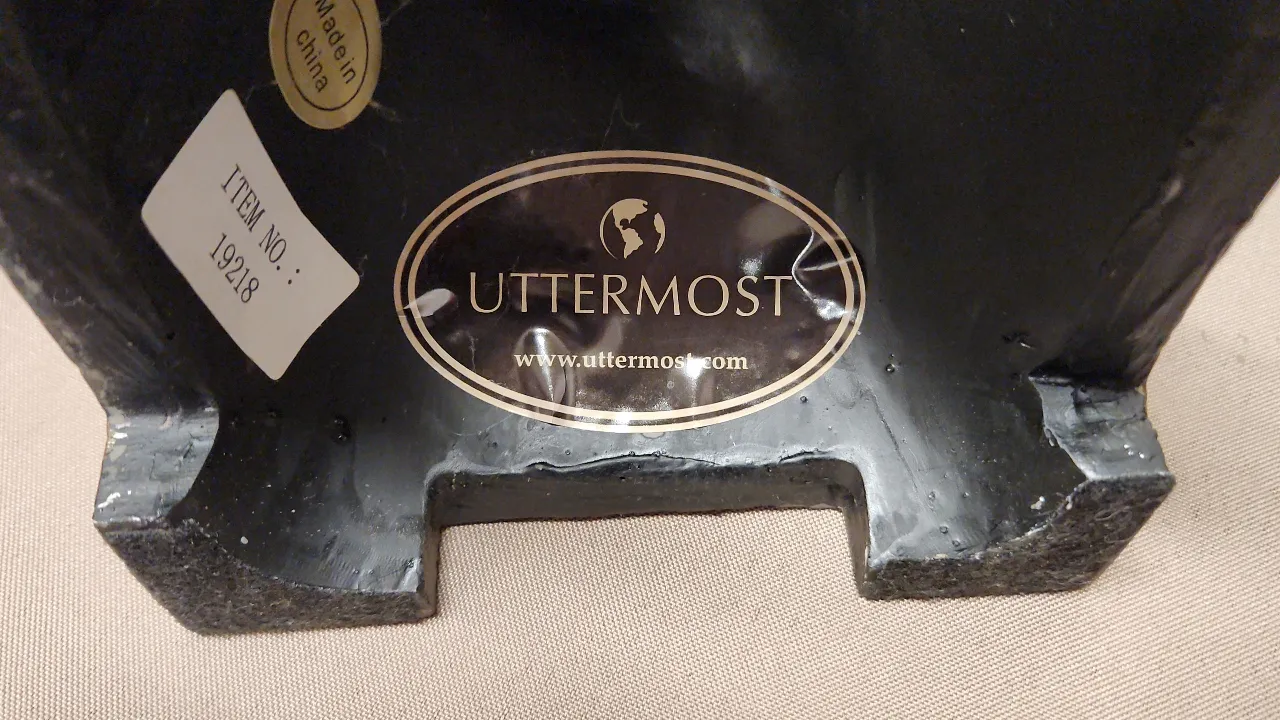 Made in
china
ITEM NO.:
19218
UTTERMOST
www.uttermost.com